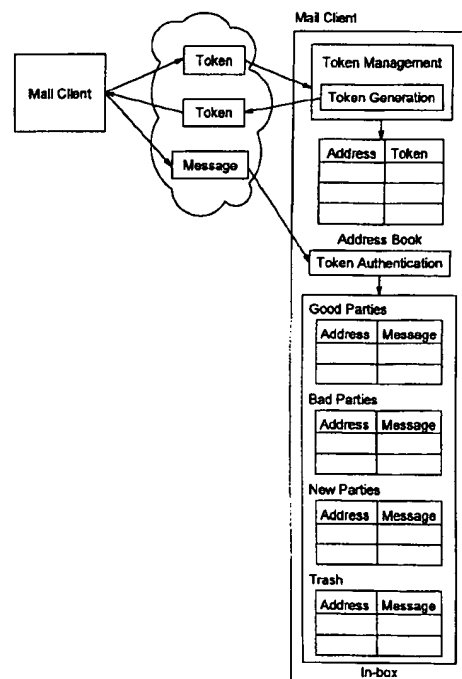 Mail Client
Token
Token Management
Mail Client
Token Generation
Token
Message
Address Token
Address Book
Token Authentication
Good Parties
Address Message
Bad Parties
Address Message
New Parties
Address Message
Trash
Address Message
In-box